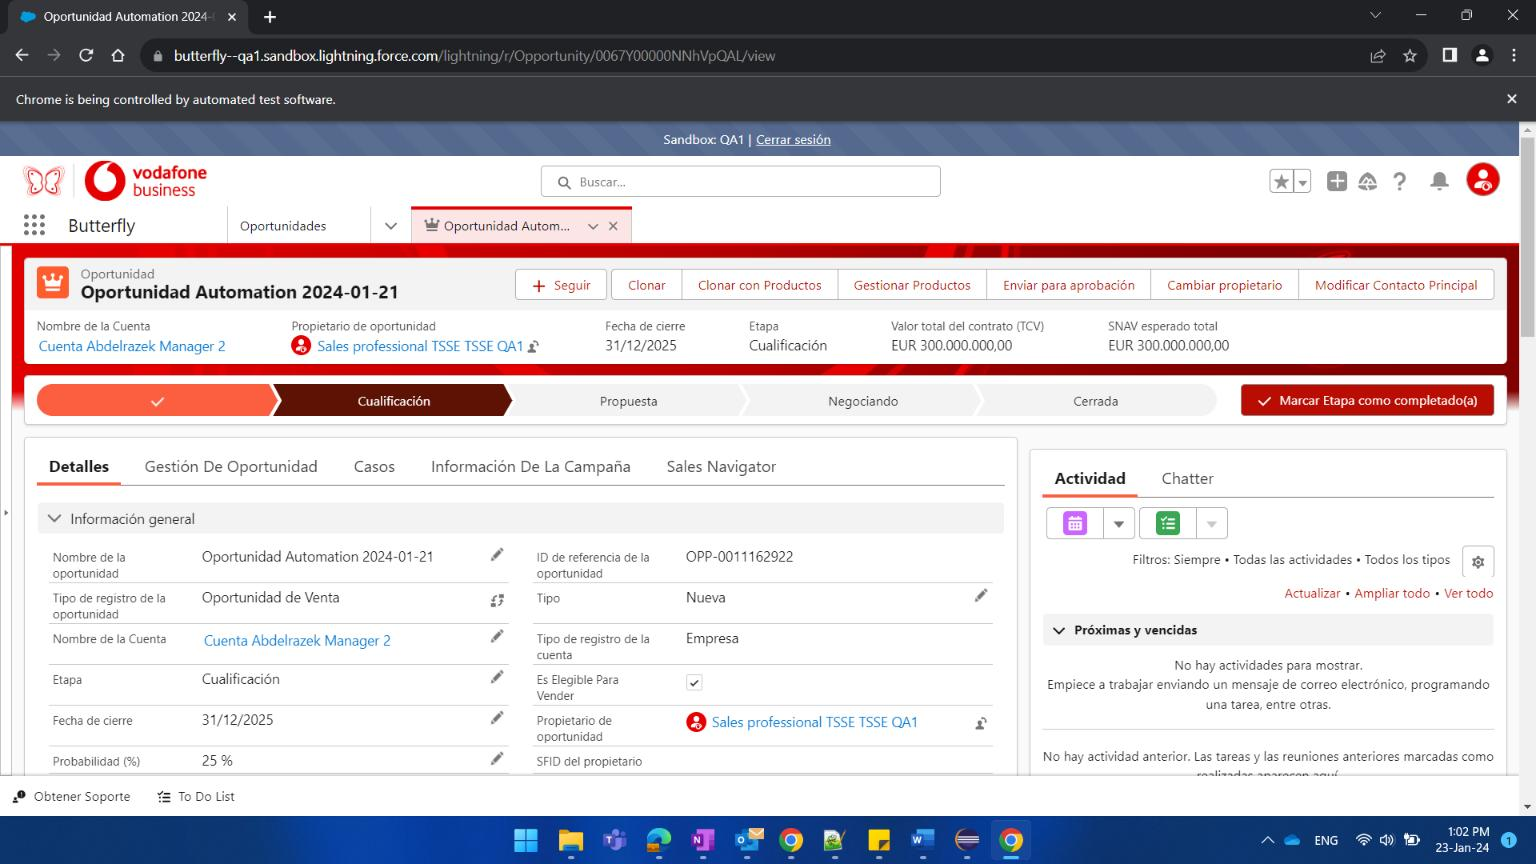 Oportunidad Automation 2024-
butterfly--qa1.sandbox.lightning.force.com/lightning/r/Opportunity/0067Y00000NNhVpQAL/view
Chrome is being controlled by automated test software.
Sandbox: QA1 | Cerrar sesión
vodafone
business
Buscar...
Butterfly
Oportunidades
Oportunidad Autom...
Oportunidad
Oportunidad Automation 2024-01-21
Seguir
Clonar
Clonar con Productos
Gestionar Productos
Enviar para aprobación
Cambiar propietario
Modificar Contacto Principal
Nombre de la Cuenta
Cuenta Abdelrazek Manager 2
Propietario de oportunidad
Sales professional TSSE TSSE QA1
Fecha de cierre
31/12/2025
Etapa
Cualificación
Valor total del contrato (TCV)
EUR 300.000.000,00
SNAV esperado total
EUR 300.000.000,00
Cualificación
Propuesta
Negociando
Cerrada
Marcar Etapa como completado(a)
Detalles
Gestión De Oportunidad
Casos
Información De La Campaña
Sales Navigator
Información general
Nombre de la
oportunidad
Oportunidad Automation 2024-01-21
ID de referencia de la
oportunidad
OPP-0011162922
Tipo de registro de la
oportunidad
Oportunidad de Venta
Tipo
Nueva
Nombre de la Cuenta
Cuenta Abdelrazek Manager 2
Tipo de registro de la
cuenta
Empresa
Etapa
Cualificación
Es Elegible Para
Vender
Fecha de cierre
31/12/2025
Propietario de
oportunidad
Sales professional TSSE TSSE QA1
Probabilidad (%)
25 %
SFID del propietario
Actividad
Chatter
Filtros: Siempre • Todas las actividades • Todos los tipos
Actualizar • Ampliar todo • Ver todo
Próximas y vencidas
No hay actividades para mostrar.
Empiece a trabajar enviando un mensaje de correo electrónico, programando
una tarea, entre otras.
No hay actividad anterior. Las tareas y las reuniones anteriores marcadas como
realizadas aparecen aquí.
Obtener Soporte
To Do List
ENG
1:02 PM
23-Jan-24
1